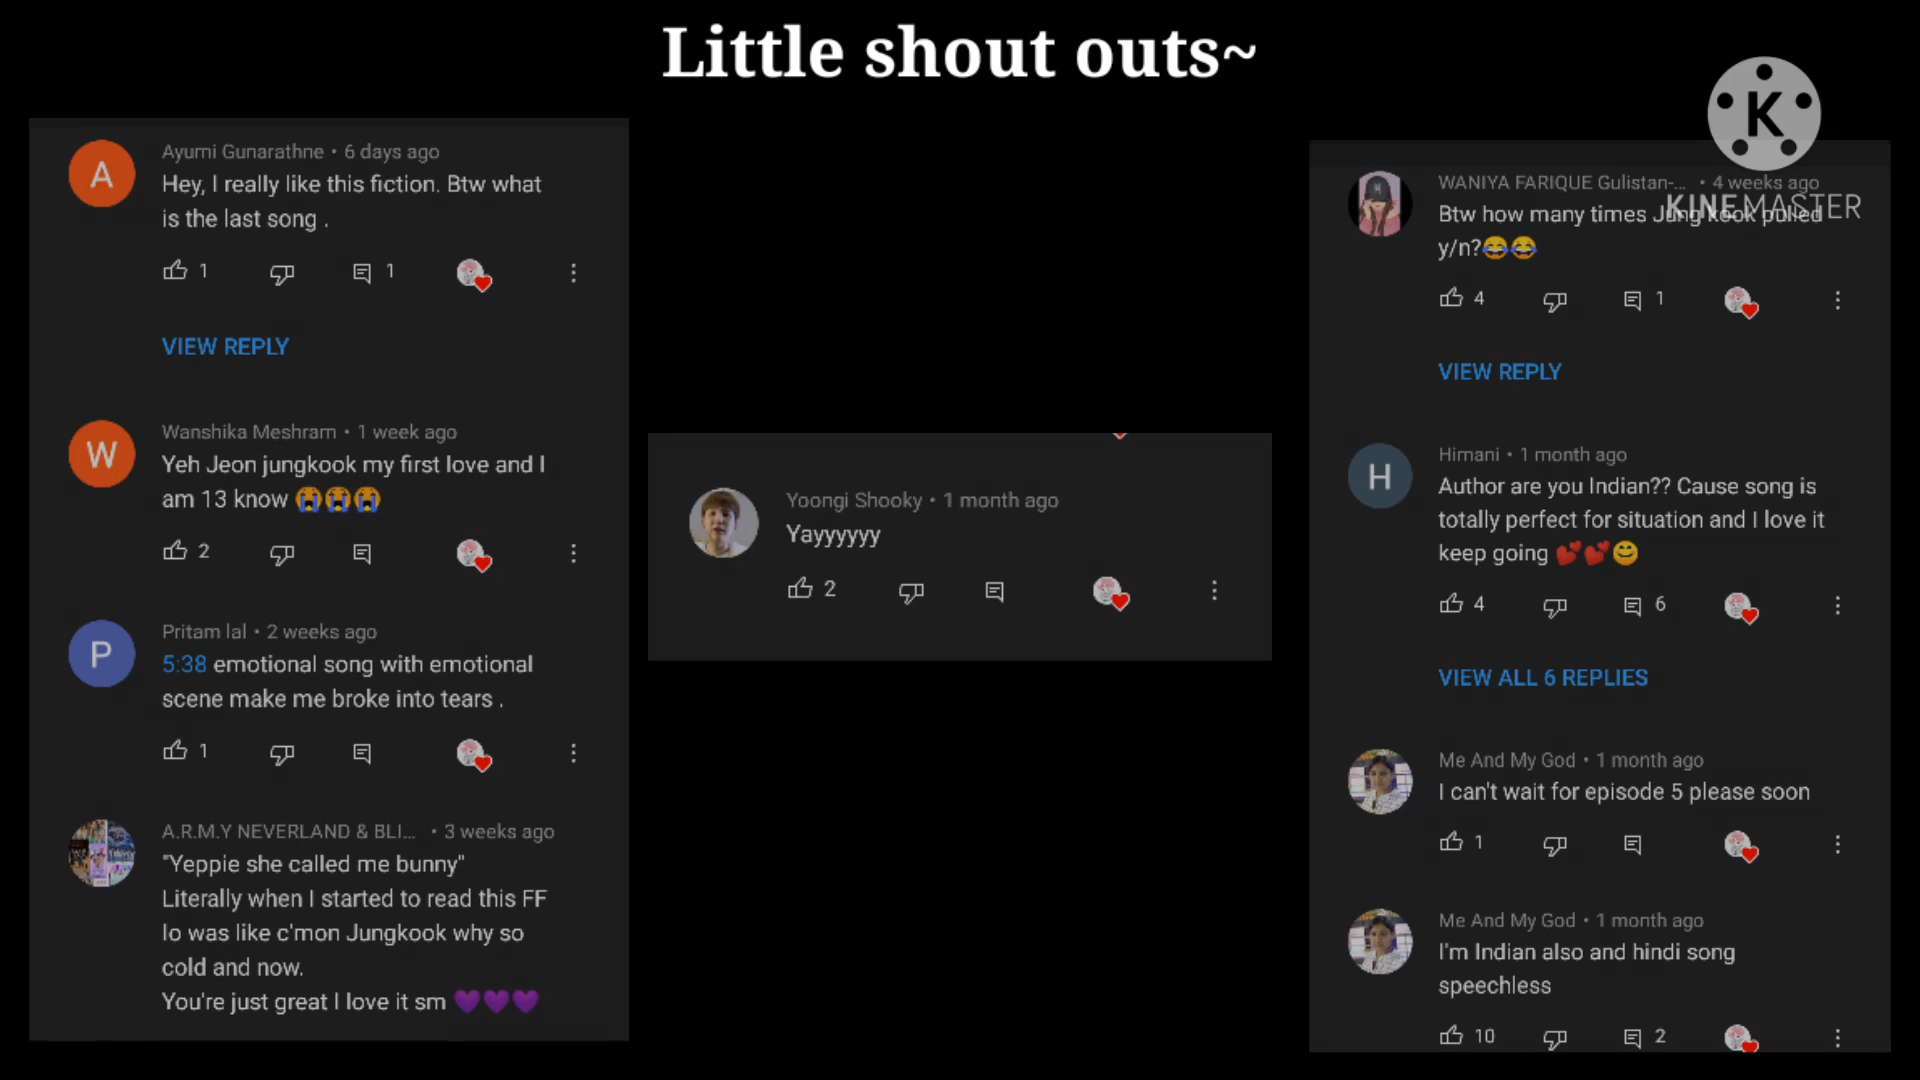 Little shout outs~
A
Ayumi Gunarathne • 6 days ago
Hey, I really like this fiction. Btw what
is the last song .
1
1
VIEW REPLY
W
Wanshika Meshram • 1 week ago
Yeh Jeon jungkook my first love and I
am 13 know 😭😭😭
2
P
Pritam lal • 2 weeks ago
5:38 emotional song with emotional
scene make me broke into tears .
1
A.R.M.Y NEVERLAND & BLI... • 3 weeks ago
"Yeppie she called me bunny"
Literally when I started to read this FF
Io was like c'mon Jungkook why so
cold and now.
You're just great I love it sm 💜💜💜
Yoongi Shooky • 1 month ago
Yayyyyyy
2
K
KINEMASTER
WANIYA FARIQUE Gulistan-... • 4 weeks ago
Btw how many times Jung kook pulled
y/n?😂😂
4
1
VIEW REPLY
H
Himani • 1 month ago
Author are you Indian?? Cause song is
totally perfect for situation and I love it
keep going 💕💕😊
4
6
VIEW ALL 6 REPLIES
Me And My God • 1 month ago
I can't wait for episode 5 please soon
1
Me And My God • 1 month ago
I'm Indian also and hindi song
speechless
10
2